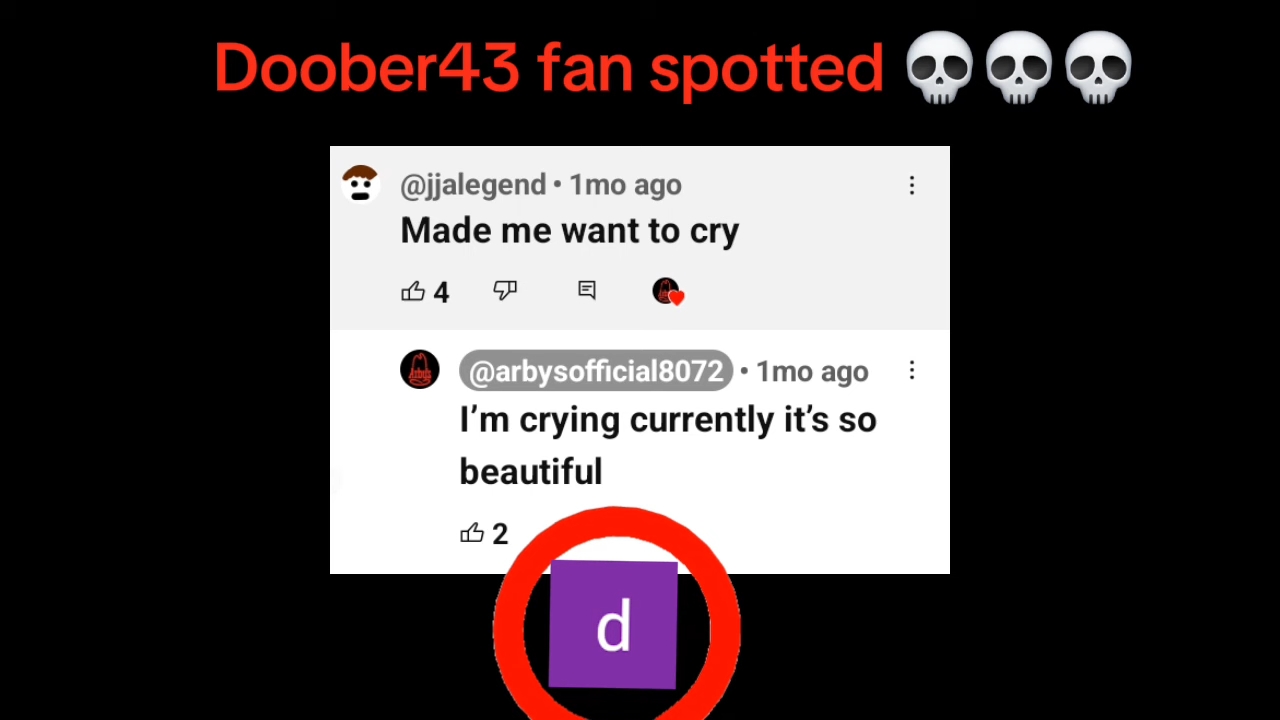 Doober43 fan spotted 💀💀💀
@jjalegend • 1mo ago
Made me want to cry
4
@arbysofficial8072 • 1mo ago
I’m crying currently it’s so
beautiful
2
d